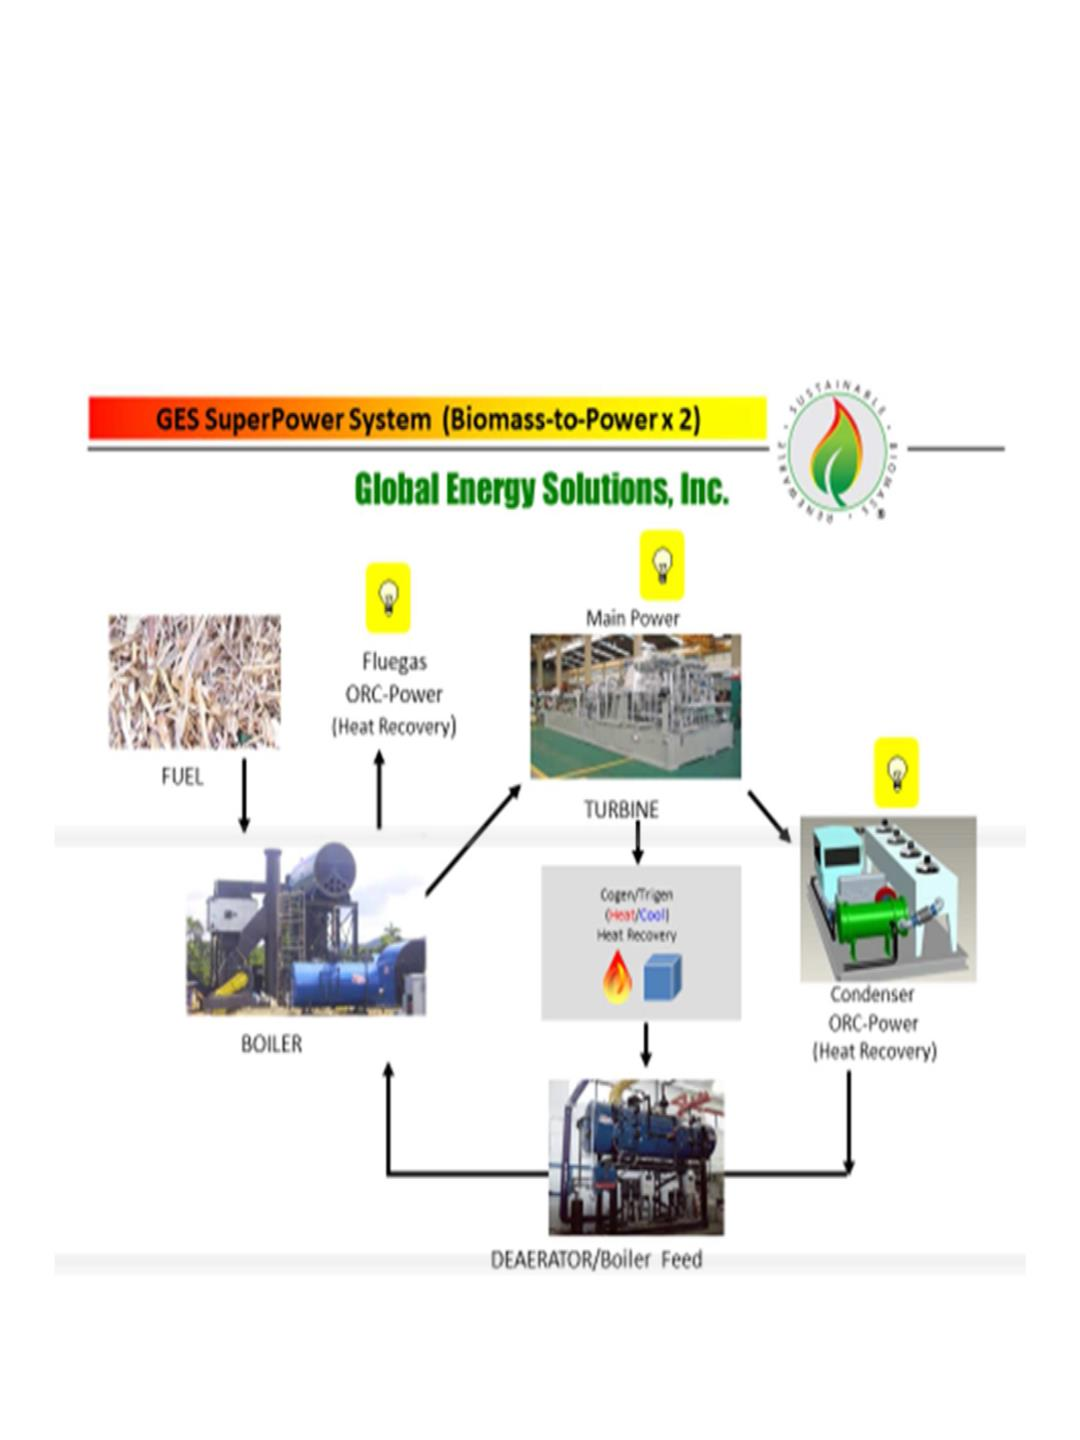 GES SuperPower System (Biomass-to-Power x 2)
SUSTAINABLE • BIOMASS • RENEWABLE •
®
Global Energy Solutions, Inc.
Main Power
Fluegas
ORC-Power
(Heat Recovery)
FUEL
TURBINE
Cogen/Trigen
(Heat/Cool)
Heat Recovery
Condenser
ORC-Power
(Heat Recovery)
BOILER
DEAERATOR/Boiler Feed